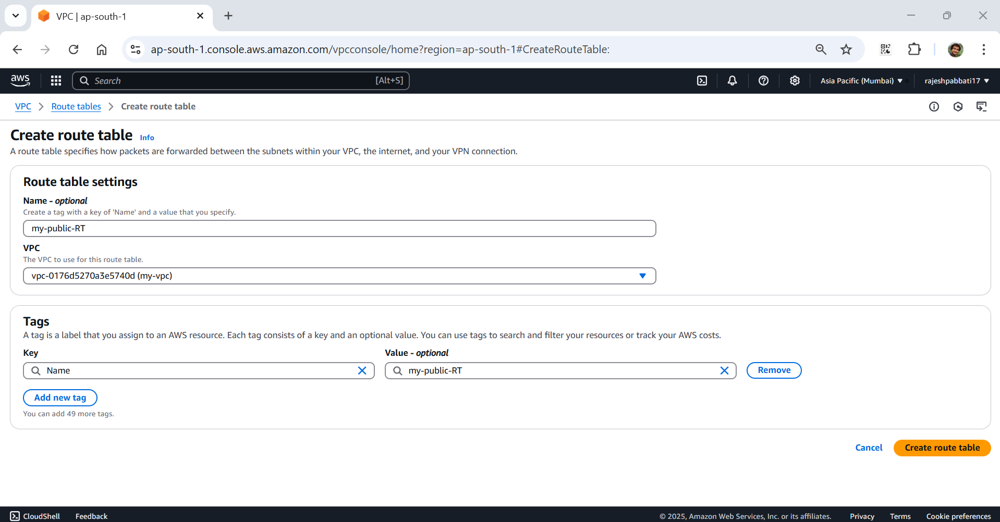 VPC | ap-south-1
ap-south-1.console.aws.amazon.com/vpcconsole/home?region=ap-south-1#CreateRouteTable:
aws Search [Alt+S] Asia Pacific (Mumbai) rajeshpabbati17
VPC Route tables Create route table
Create route table Info
A route table specifies how packets are forwarded between the subnets within your VPC, the internet, and your VPN connection.
Route table settings
Name - optional
Create a tag with a key of 'Name' and a value that you specify.
my-public-RT
VPC
The VPC to use for this route table.
vpc-0176d5270a3e5740d (my-vpc)
Tags
A tag is a label that you assign to an AWS resource. Each tag consists of a key and an optional value. You can use tags to search and filter your resources or track your AWS costs.
Key Value - optional
Name my-public-RT Remove
Add new tag
You can add 49 more tags.
Cancel Create route table
CloudShell Feedback © 2025, Amazon Web Services, Inc. or its affiliates. Privacy Terms Cookie preferences